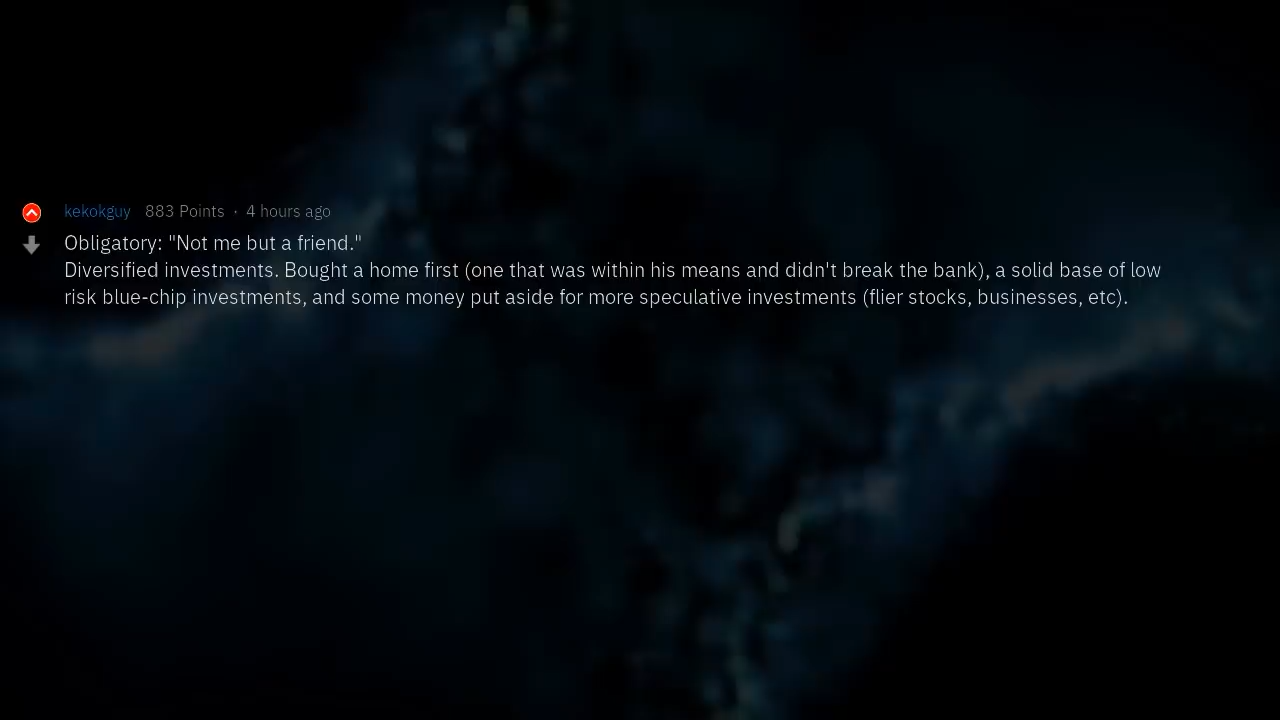 kekokguy 883 Points · 4 hours ago
Obligatory: "Not me but a friend."
Diversified investments. Bought a home first (one that was within his means and didn't break the bank), a solid base of low
risk blue-chip investments, and some money put aside for more speculative investments (flier stocks, businesses, etc).